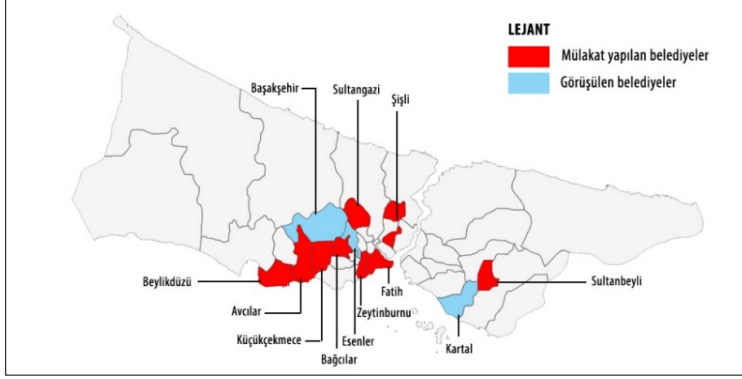 LEJANT
Mülakat yapılan belediyeler
Görüşülen belediyeler
Başakşehir
Sultangazi
Şişli
Beylikdüzü
Avcılar
Küçükçekmece
Bağcılar
Esenler
Zeytinburnu
Fatih
Kartal
Sultanbeyli